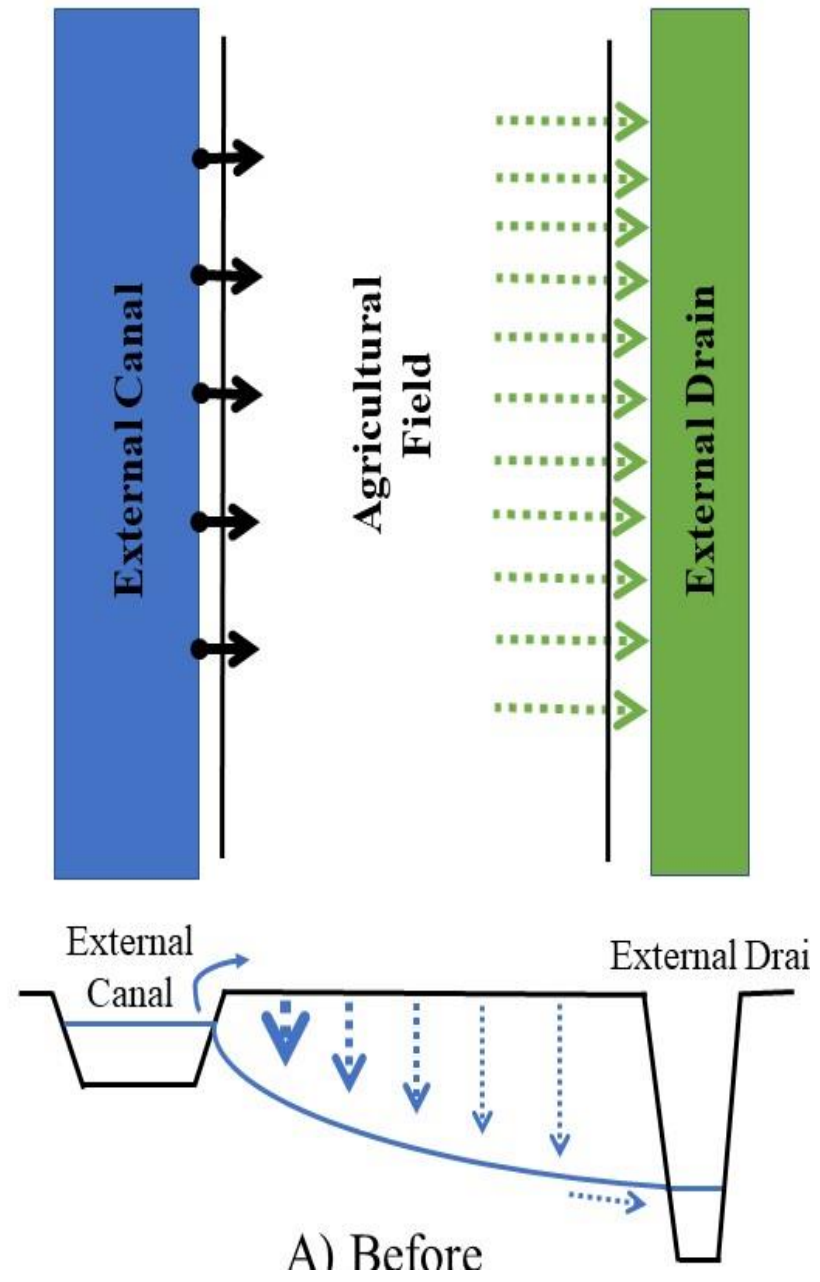 External Canal
Agricultural
Field
External Drain
External
Canal
External Drai
A) Before